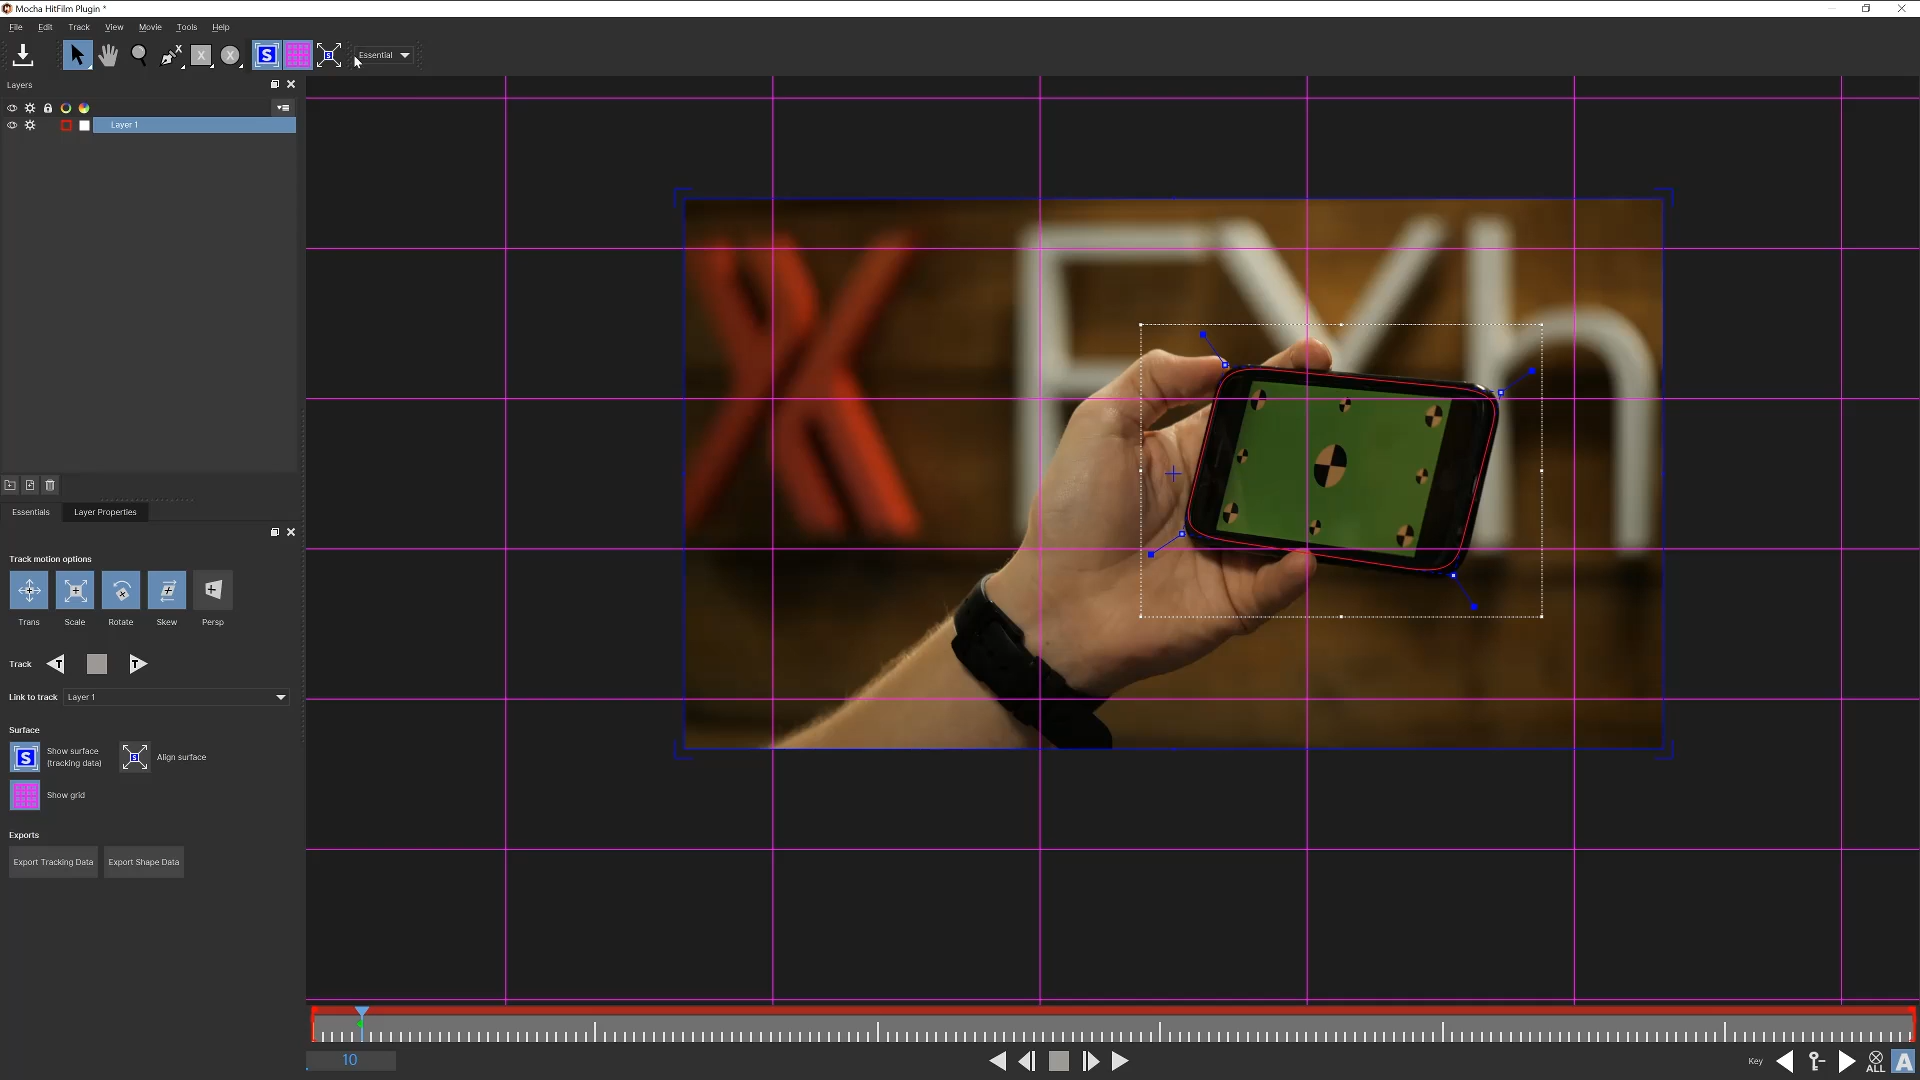 Mocha HitFilm Plugin *
File Edit Track View Movie Tools Help
X X S Essential
Layers
Layer 1
Essentials Layer Properties
Track motion options
Trans Scale Rotate Skew Persp
Track T T
Link to track Layer 1
Surface
S Show surface (tracking data) S Align surface
Show grid
Exports
Export Tracking Data Export Shape Data
10
Key ALL A